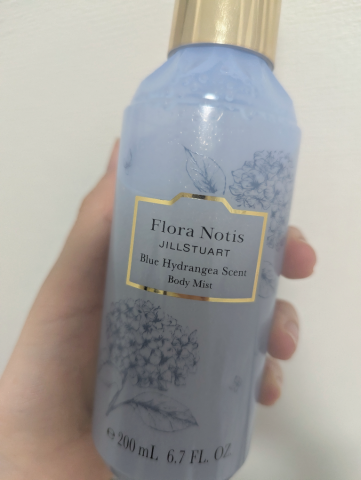 Flora Notis
JILLSTUART
Blue Hydrangea Scent
Body Mist
℮ 200 mL 6.7 FL. OZ.